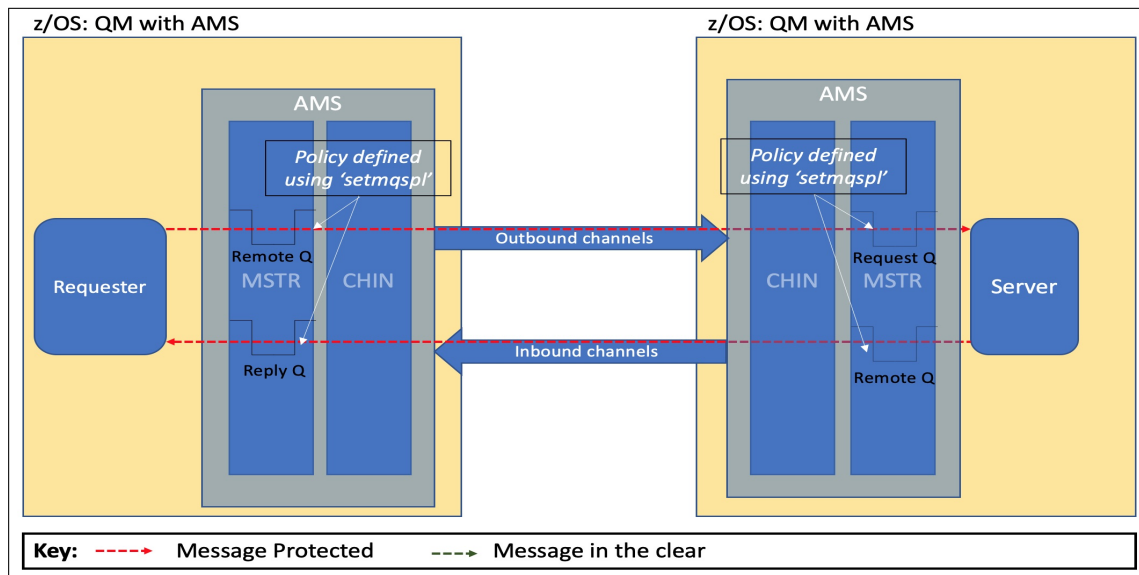 z/OS: QM with AMS
z/OS: QM with AMS
AMS
Policy defined
using ‘setmqspl’
Remote Q
MSTR
CHIN
Requester
Reply Q
Outbound channels
Inbound channels
AMS
Policy defined
using ‘setmqspl’
Request Q
CHIN
MSTR
Server
Remote Q
Key: Message Protected Message in the clear